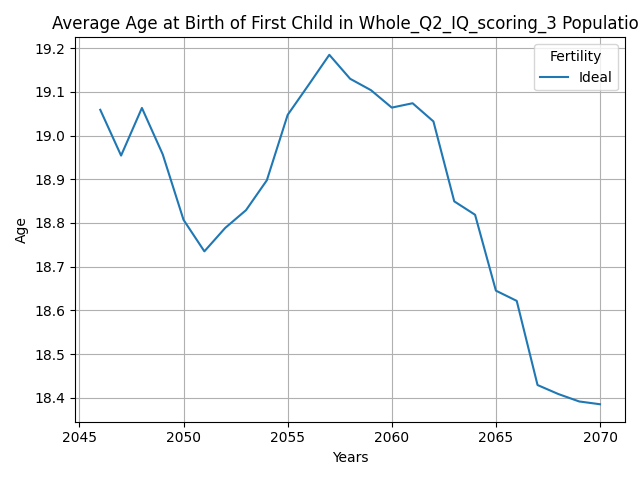 Average Age at Birth of First Child in Whole_Q2_IQ_scoring_3 Populatio
Fertility
Ideal
19.2
19.1
19.0
18.9
18.8
18.7
18.6
18.5
18.4
Age
2045 2050 2055 2060 2065 2070
Years